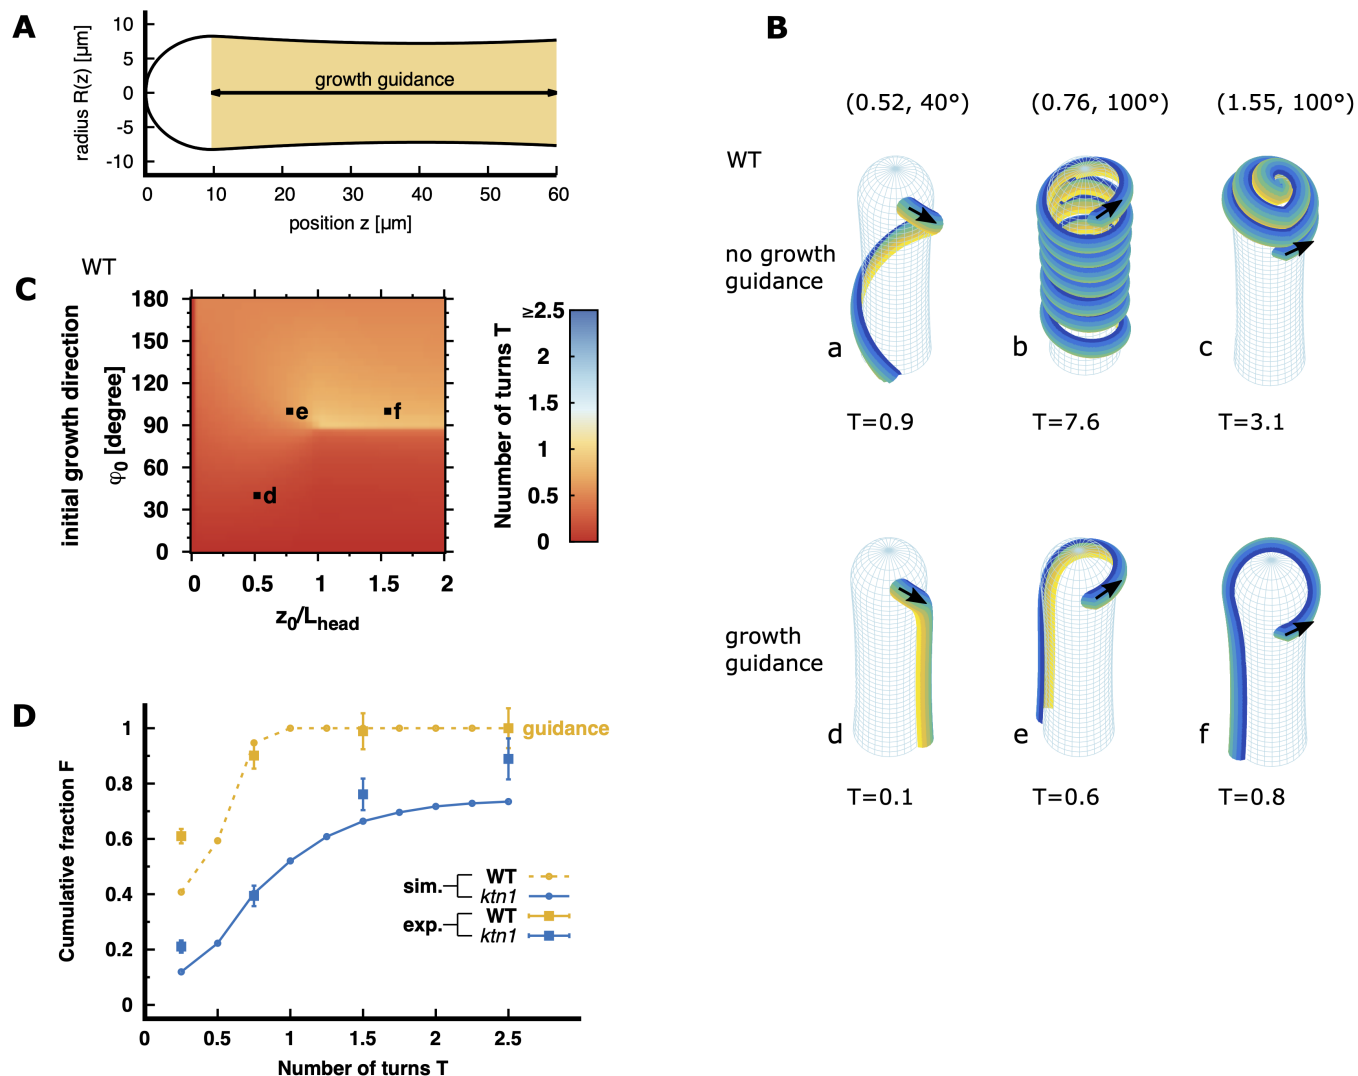 A
radius R(z) [µm]
10
5
0
-5
-10
growth guidance
0
10
20
30
40
50
60
position z [µm]
B
(0.52, 40°)
(0.76, 100°)
(1.55, 100°)
WT
no growth
guidance
a
b
c
T=0.9
T=7.6
T=3.1
growth
guidance
d
e
f
T=0.1
T=0.6
T=0.8
WT
C
initial growth direction
φ0 [degree]
180
150
120
90
60
30
0
e
f
d
0
0.5
1
1.5
2
z0/Lhead
Nuumber of turns T
≥2.5
2
1.5
1
0.5
0
D
Cumulative fraction F
1
0.8
0.6
0.4
0.2
0
guidance
sim.
WT
ktn1
exp.
WT
ktn1
0
0.5
1
1.5
2
2.5
Number of turns T